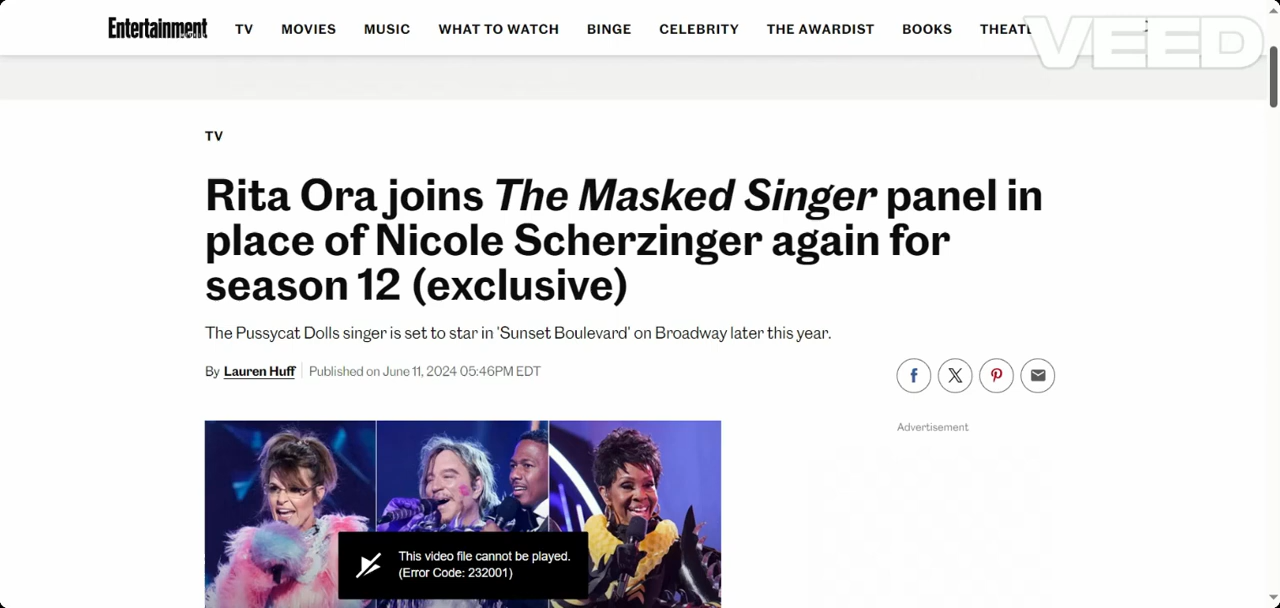 Entertainment
TV MOVIES MUSIC WHAT TO WATCH BINGE CELEBRITY THE AWARDIST BOOKS
VEED
TV
Rita Ora joins The Masked Singer panel in
place of Nicole Scherzinger again for
season 12 (exclusive)
The Pussycat Dolls singer is set to star in 'Sunset Boulevard' on Broadway later this year.
By Lauren Huff Published on June 11, 2024 05:46PM EDT
Advertisement
This video file cannot be played.
(Error Code: 232001)